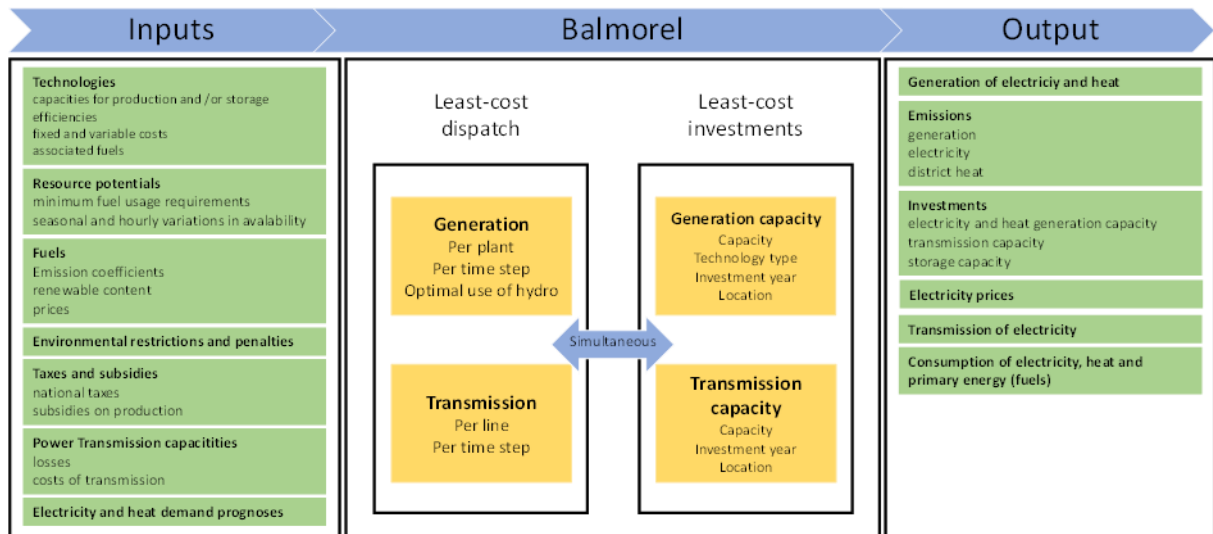 Inputs
Balmorel
Output
Technologies
capacities for production and /or storage
efficiencies
fixed and variable costs
associated fuels
Resource potentials
minimum fuel usage requirements
seasonal and hourly variations in avalability
Fuels
Emission coefficients
renewable content
prices
Environmental restrictions and penalties
Taxes and subsidies
national taxes
subsidies on production
Power Transmission capacitities
losses
costs of transmission
Electricity and heat demand prognoses
Least-cost
dispatch
Generation
Per plant
Per time step
Optimal use of hydro
Transmission
Per line
Per time step
Simultaneous
Least-cost
investments
Generation capacity
Capacity
Technology type
Investment year
Location
Transmission
capacity
Capacity
Investment year
Location
Generation of electriciy and heat
Emissions
generation
electricity
district heat
Investments
electricity and heat generation capacity
transmission capacity
storage capacity
Electricity prices
Transmission of electricity
Consumption of electricity, heat and
primary energy (fuels)